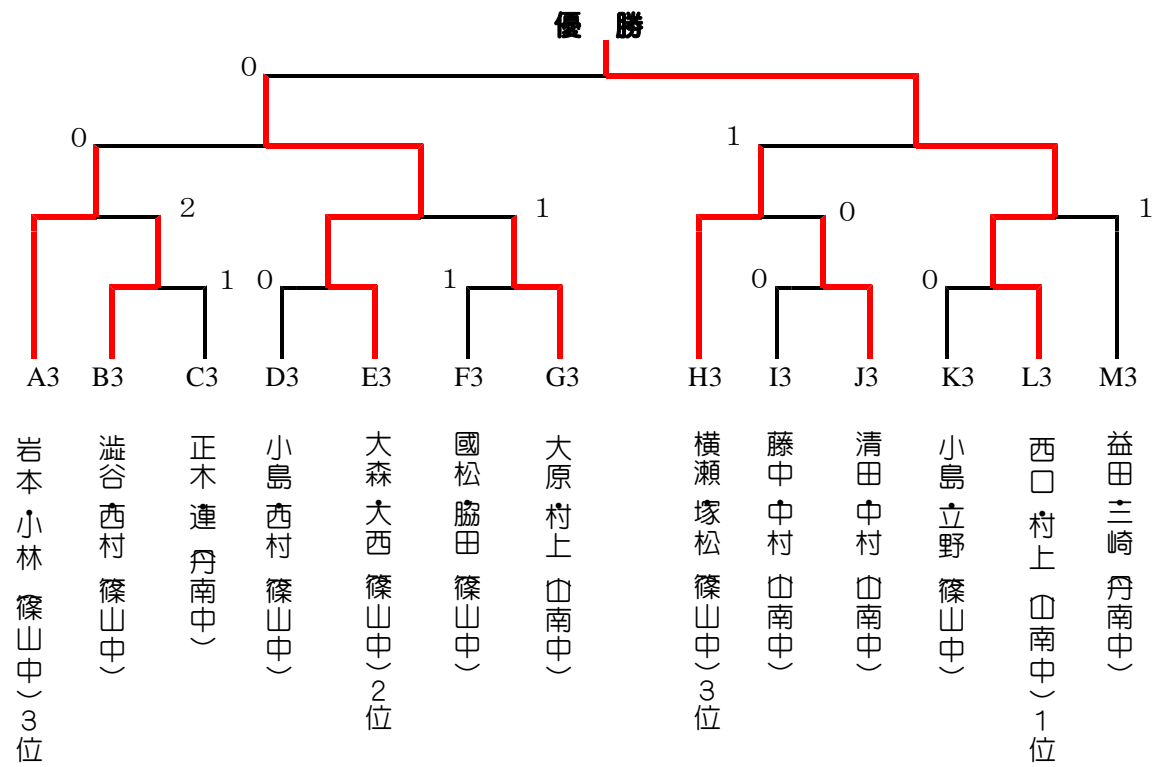 優勝
0
0
1
2
1
0
1
1
0
1
0
0
A3 B3 C3 D3 E3 F3 G3 H3 I3 J3 K3 L3 M3
岩本・小林（篠山中）3位
澁谷・西村（篠山中）
正木・連（丹南中）
小島・西村（篠山中）
大森・大西（篠山中）2位
國松・脇田（篠山中）
大原・村上（山南中）
横瀬・塚松（篠山中）3位
藤中・中村（山南中）
清田・中村（山南中）
小島・立野（篠山中）
西口・村上（山南中）1位
益田・三崎（丹南中）